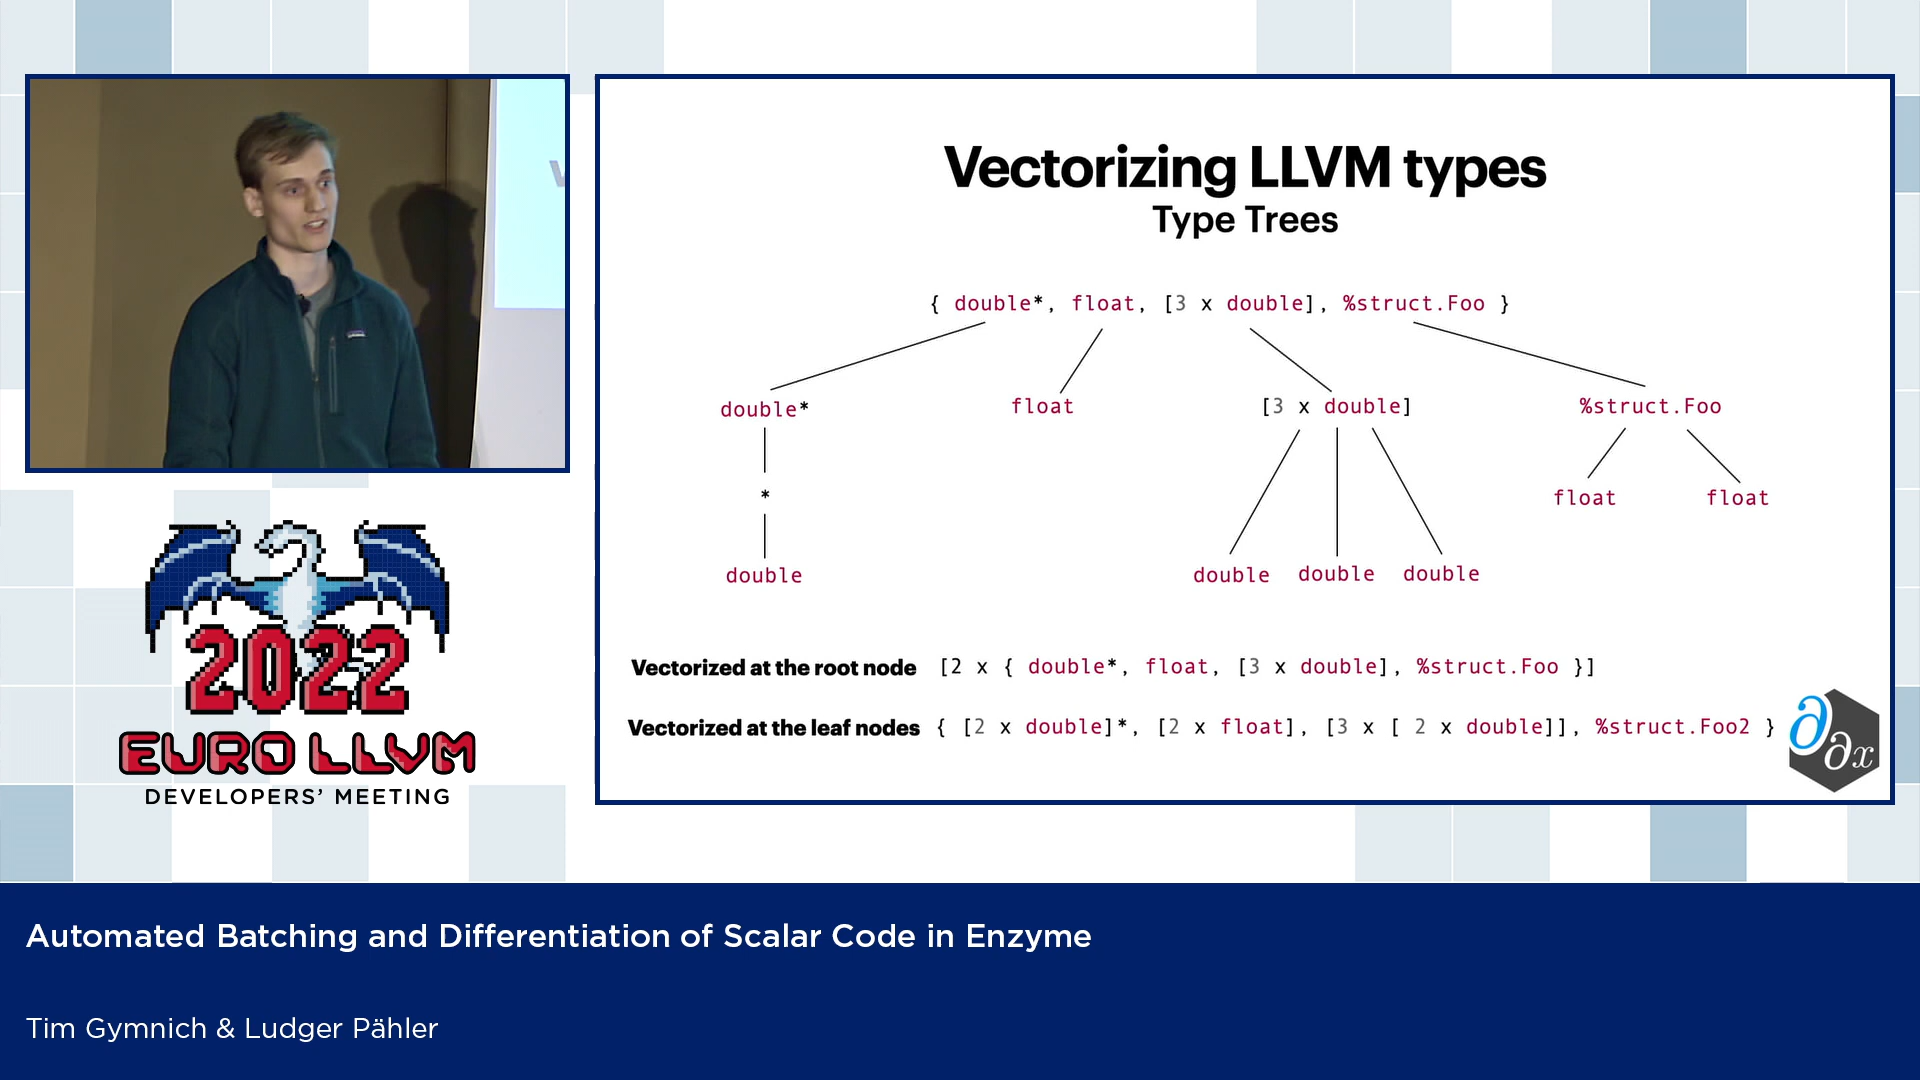 Vectorizing LLVM types
Type Trees
{ double*, float, [3 x double], %struct.Foo }
double* float [3 x double] %struct.Foo
*
float float
double double double double
Vectorized at the root node [2 x { double*, float, [3 x double], %struct.Foo }]
Vectorized at the leaf nodes { [2 x double]*, [2 x float], [3 x [ 2 x double]], %struct.Foo2 }
∂
∂x
2022
EURO LLVM
DEVELOPERS’ MEETING
Automated Batching and Differentiation of Scalar Code in Enzyme
Tim Gymnich & Ludger Pähler